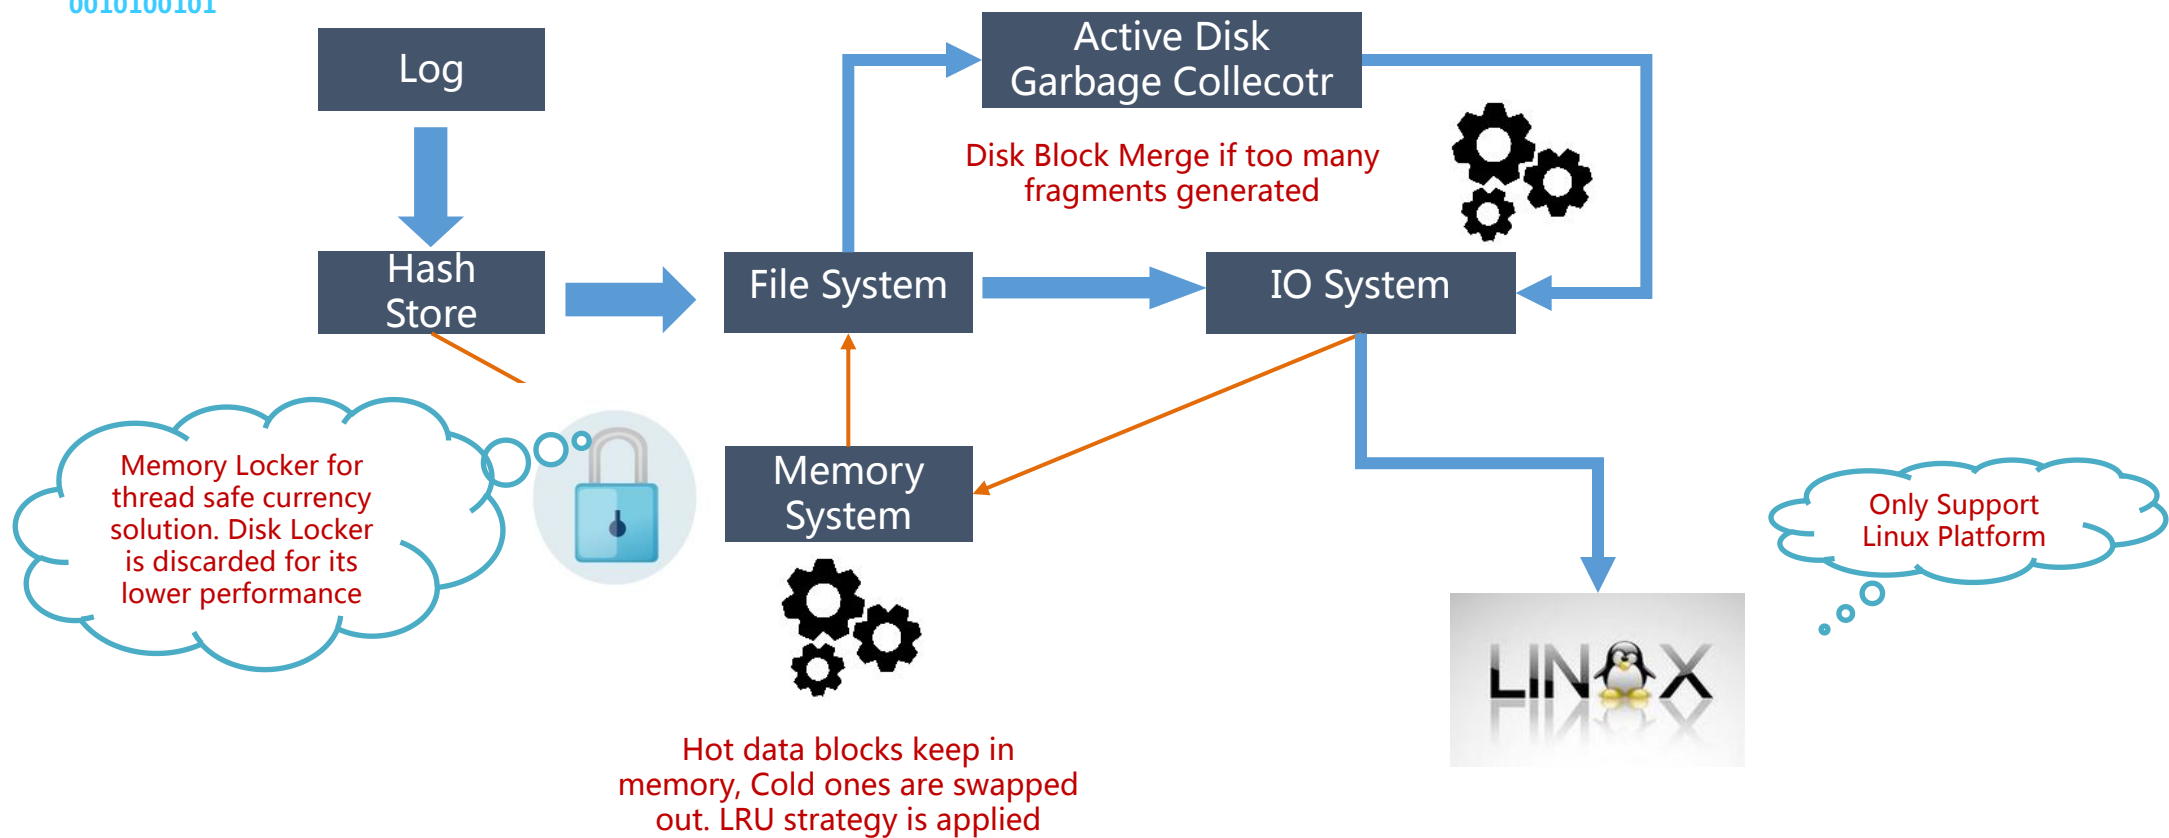 0010100101
Log
Active Disk
Garbage Collecotr
Disk Block Merge if too many
fragments generated
Hash
Store
File System
IO System
Memory Locker for
thread safe currency
solution. Disk Locker
is discarded for its
lower performance
Memory
System
Only Support
Linux Platform
LINUX
Hot data blocks keep in
memory, Cold ones are swapped
out. LRU strategy is applied